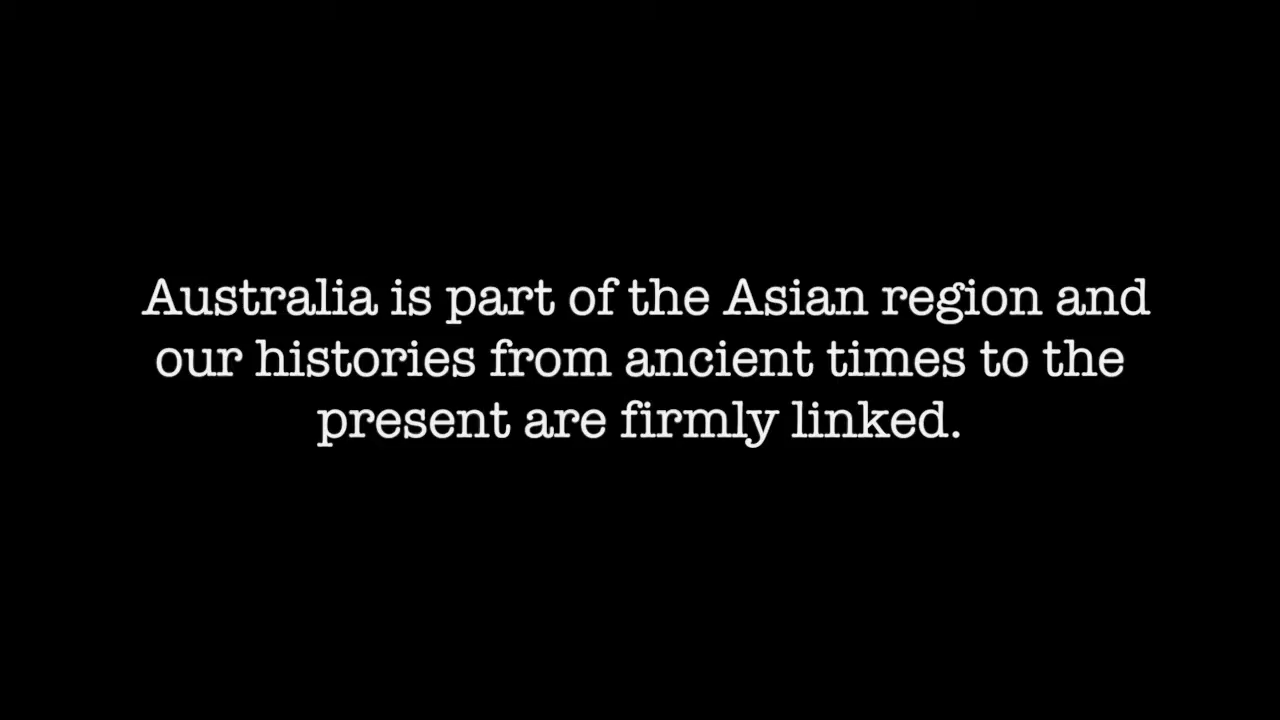 Australia is part of the Asian region and
our histories from ancient times to the
present are firmly linked.